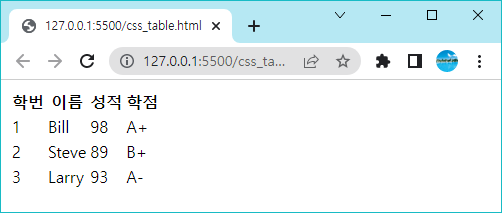 127.0.0.1:5500/css_table.html
127.0.0.1:5500/css_ta...
학번 이름 성적 학점
1 Bill 98 A+
2 Steve 89 B+
3 Larry 93 A-